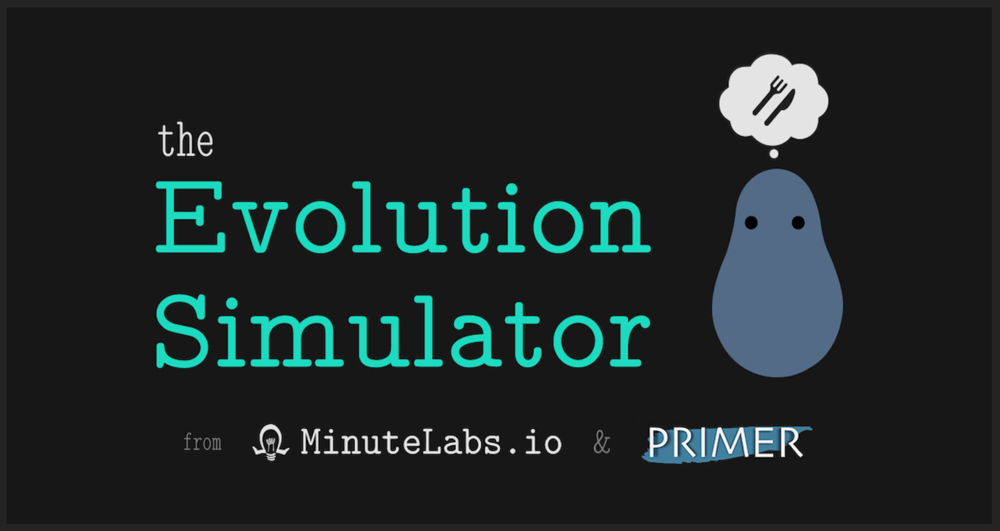 the
Evolution
Simulator
from MinuteLabs.io & PRIMER